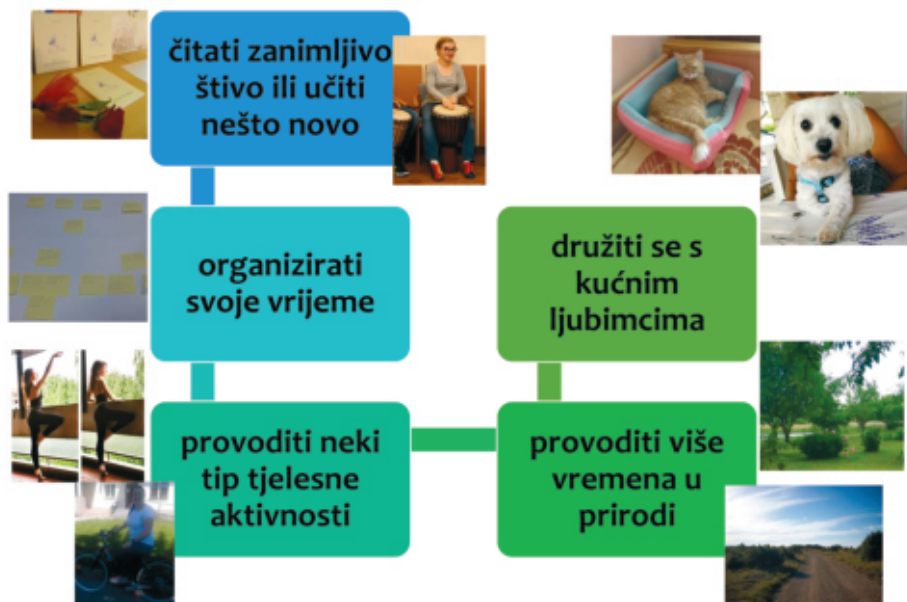 čitati zanimljivo
štivo ili učiti
nešto novo
organizirati
svoje vrijeme
provoditi neki
tip tjelesne
aktivnosti
provoditi više
vremena u
prirodi
družiti se s
kućnim
ljubimcima